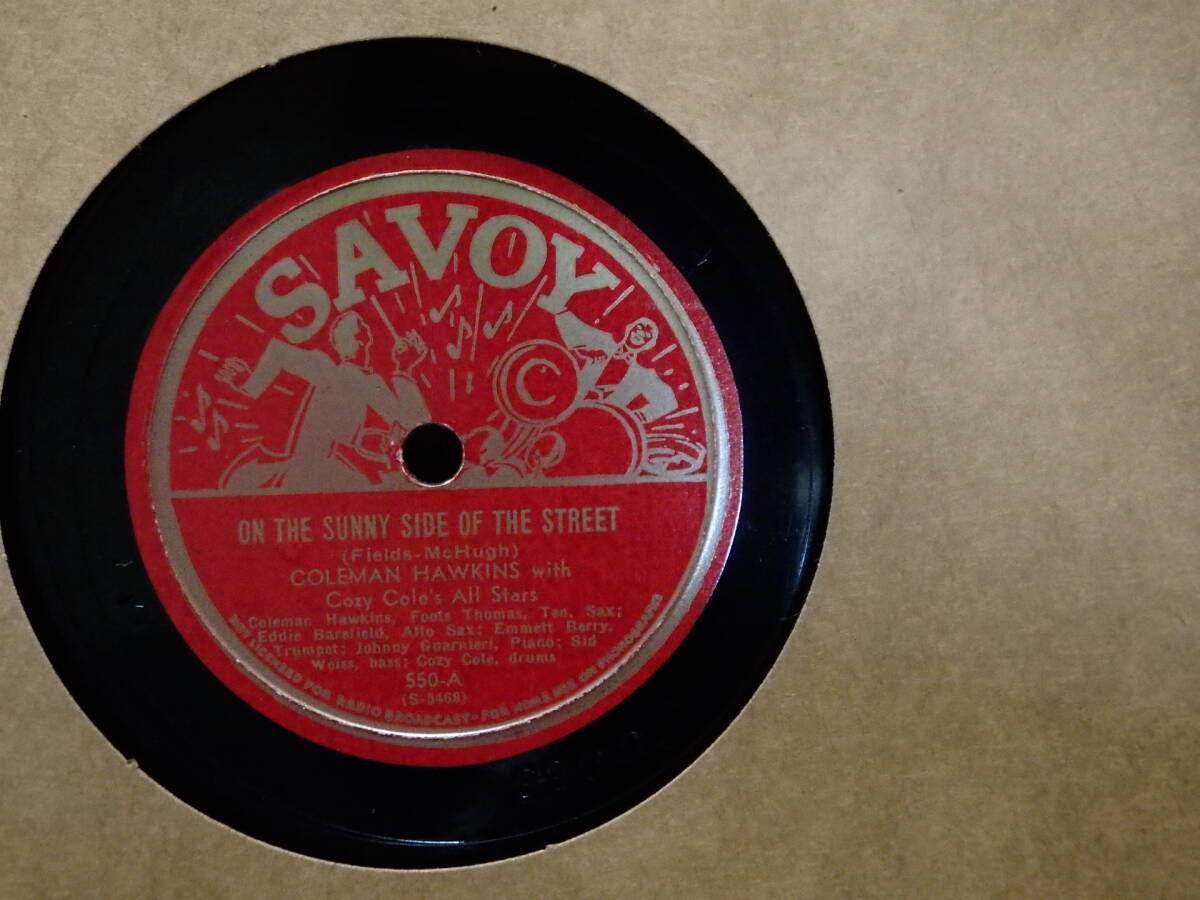 SAVOY
C
ON THE SUNNY SIDE OF THE STREET
(Fields-McHugh)
COLEMAN HAWKINS with
Cozy Cole's All Stars
Coleman Hawkins, Foots Thomas, Ten. Sax;
Eddie Barefield, Alto Sax; Emmett Berry,
Trumpet; Johnny Guarnieri, Piano; Sid
Weiss, bass; Cozy Cole, drums
550-A
(S-5468)
NOT LICENSED FOR RADIO BROADCAST • FOR HOME USE ON PHONOGRAPHS